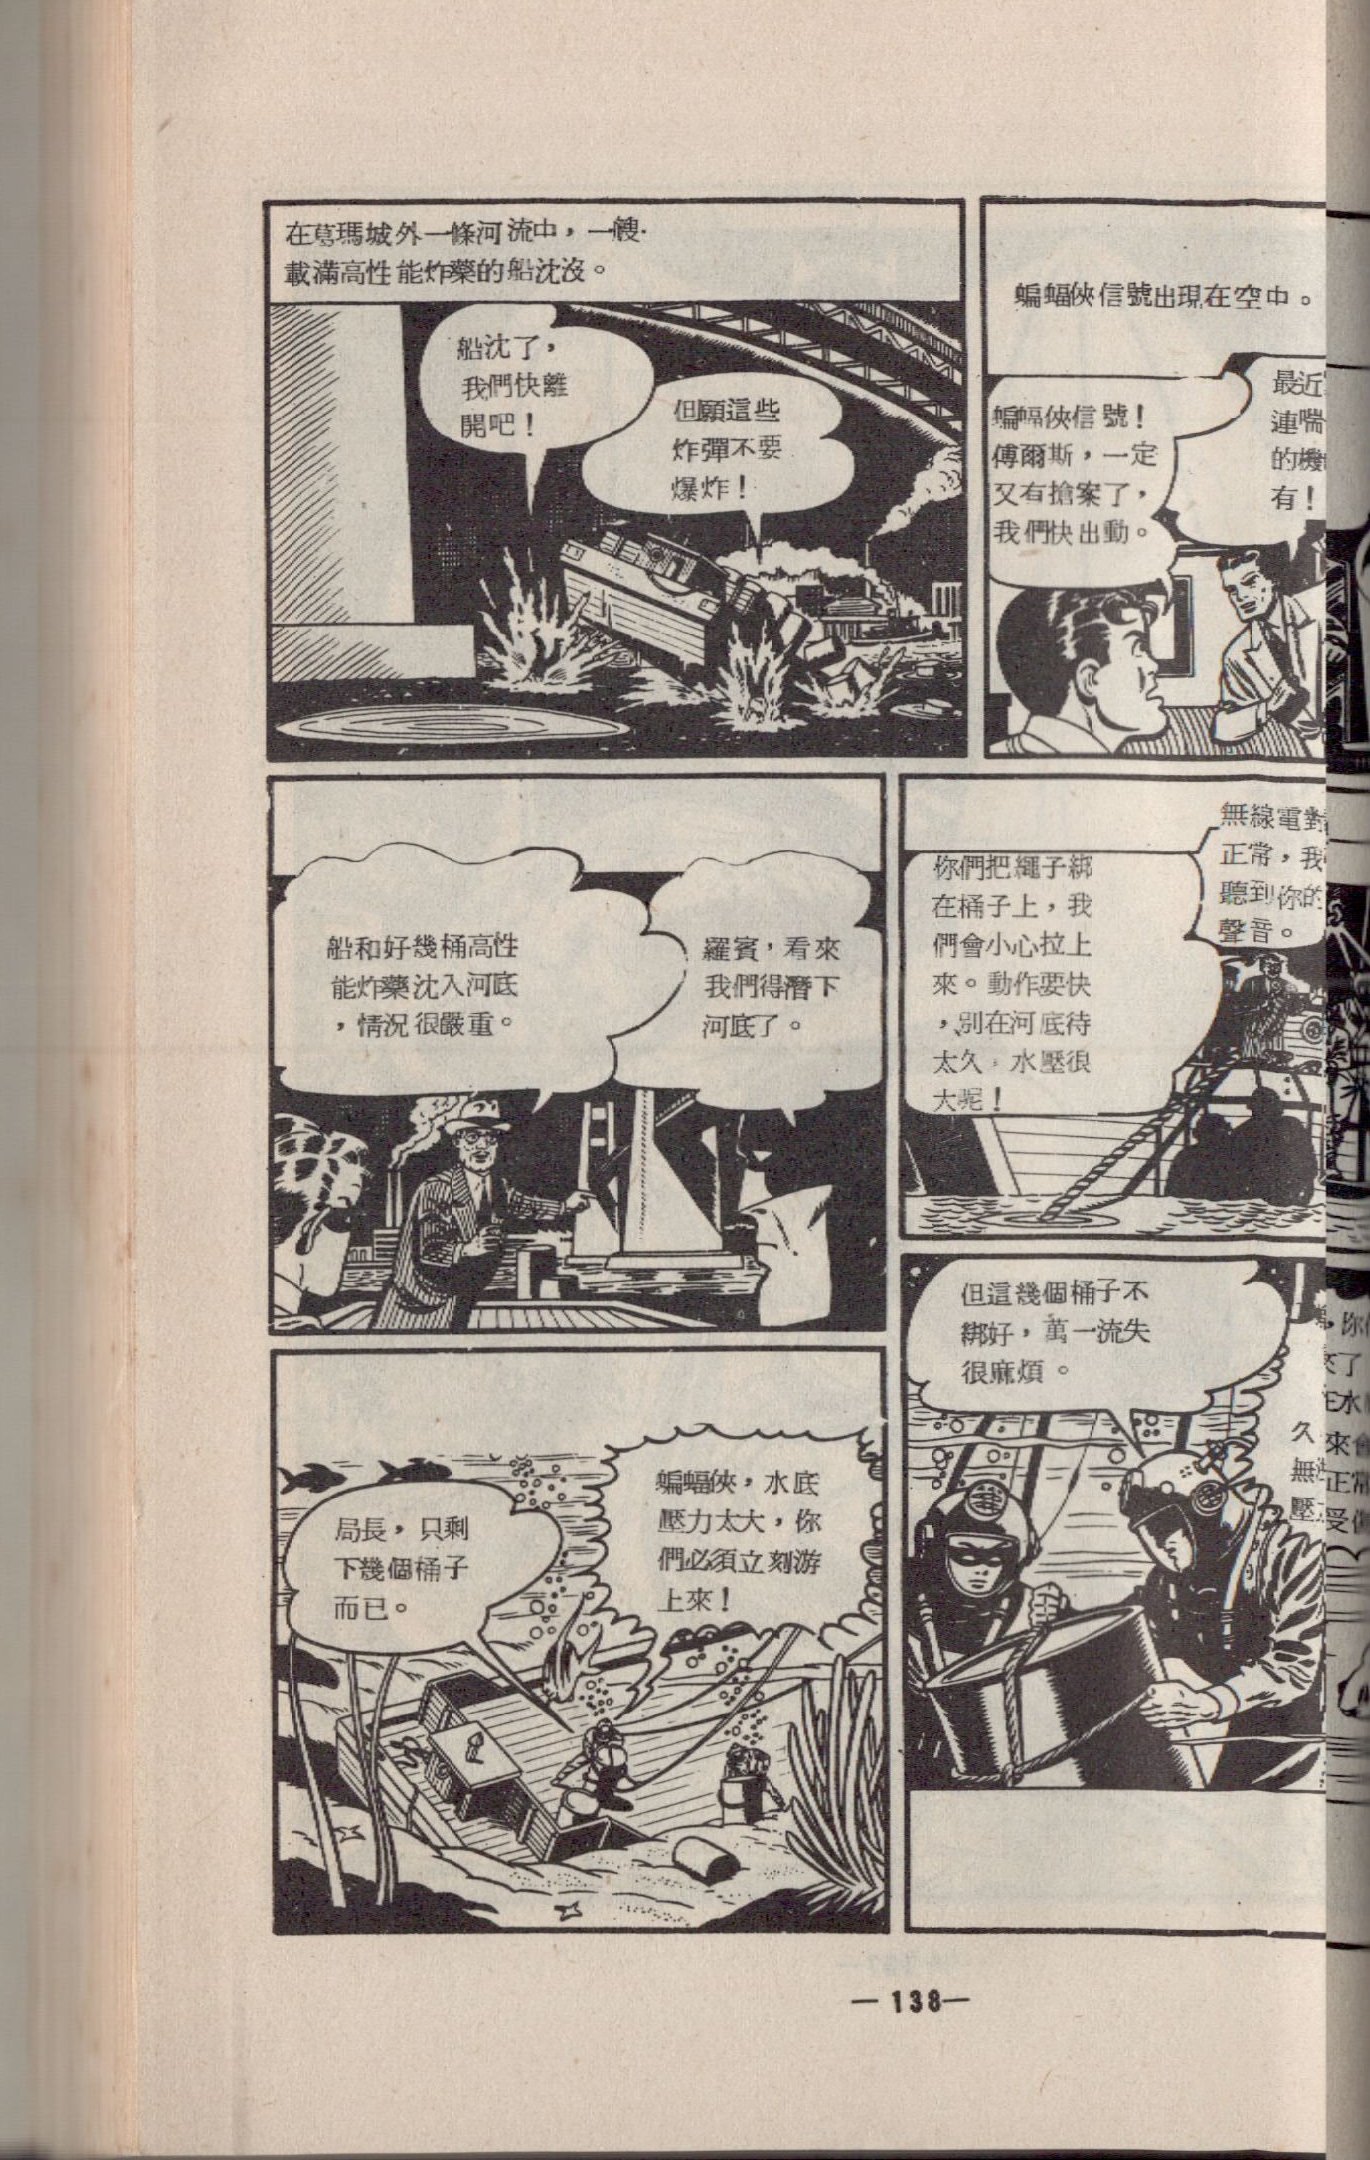 在葛瑪城外一條河流中，一艘
載滿高性能炸藥的船沈沒。
船沈了，
我們快離
開吧！
但願這些
炸彈不要
爆炸！
蝙蝠俠信號出現在空中。
蝙蝠俠信號！
傅爾斯，一定
又有搶案了，
我們快出動。
最近
連喘
的機
有！
船和好幾桶高性
能炸藥沈入河底
，情況很嚴重。
羅賓，看來
我們得潛下
河底了。
你們把繩子綁
在桶子上，我
們會小心拉上
來。動作要快
，別在河底待
太久，水壓很
大呢！
無線電對
正常，我
聽到你的
聲音。
局長，只剩
下幾個桶子
而已。
蝙蝠俠，水底
壓力太大，你
們必須立刻游
上來！
但這幾個桶子不
綁好，萬一流失
很麻煩。
久
無
壓
，你
了
在水
來會
正常
受傷
—138—